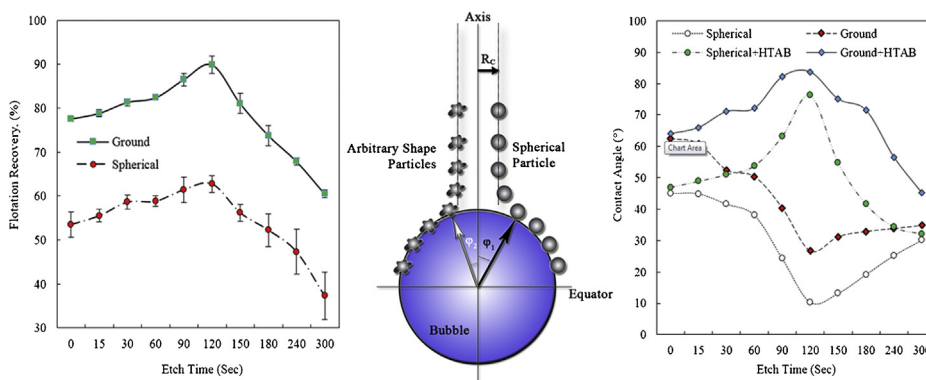 100
90
80
70
60
50
40
30
Flotation Recovery, (%)
Ground
Spherical
0 15 30 60 90 120 150 180 240 300
Etch Time (Sec)
Axis
R_C
Arbitrary Shape
Particles
Spherical
Particle
φ2 φ1
Equator
Bubble
Spherical Ground
Spherical+HTAB Ground+HTAB
100
90
80
70
60
50
40
30
20
10
0
Contact Angle (°)
Chart Area
0 15 30 60 90 120 150 180 240 300
Etch Time (Sec)